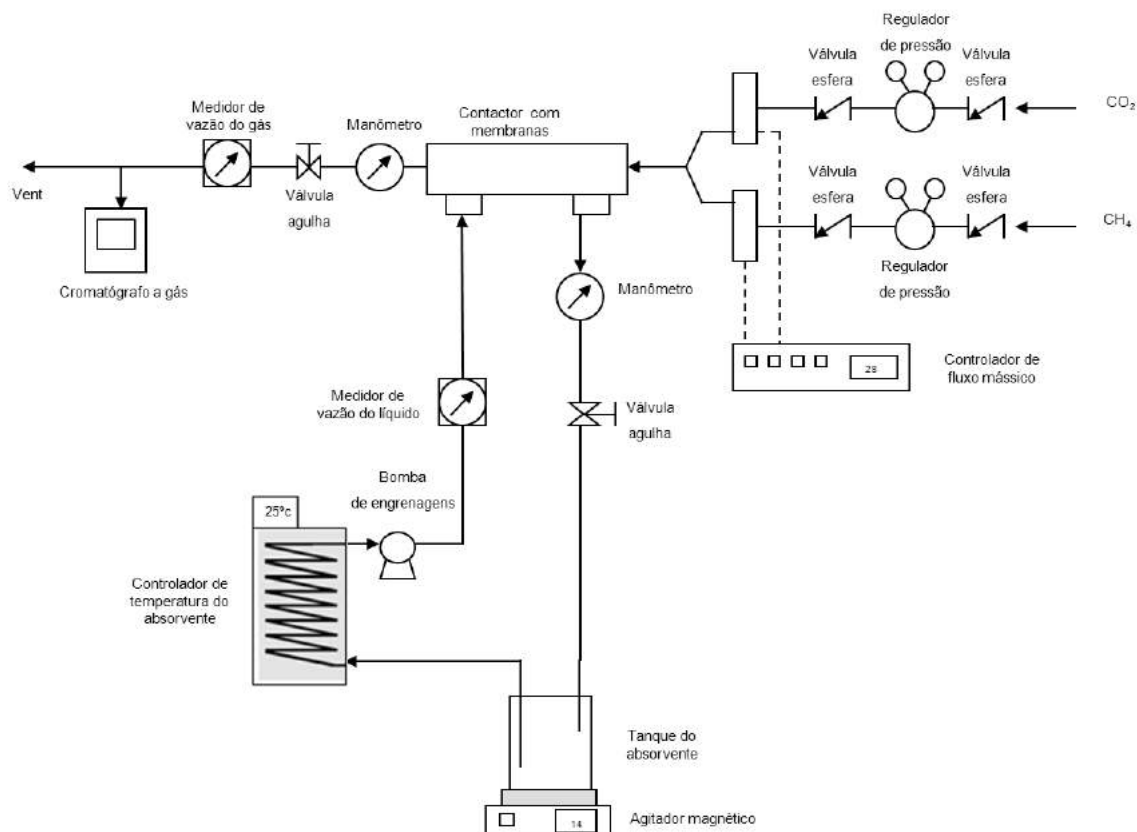 Regulador
de pressão
Válvula
esfera
Válvula
esfera
CO₂
Medidor de
vazão do gás
Manômetro
Contactor com
membranas
Vent
Válvula
agulha
Válvula
esfera
Válvula
esfera
CH₄
Regulador
de pressão
Cromatógrafo a gás
Manômetro
Controlador de
fluxo mássico
28
Medidor de
vazão do líquido
Válvula
agulha
Bomba
de engrenagens
25°c
Controlador de
temperatura do
absorvente
Tanque do
absorvente
Agitador magnético
14